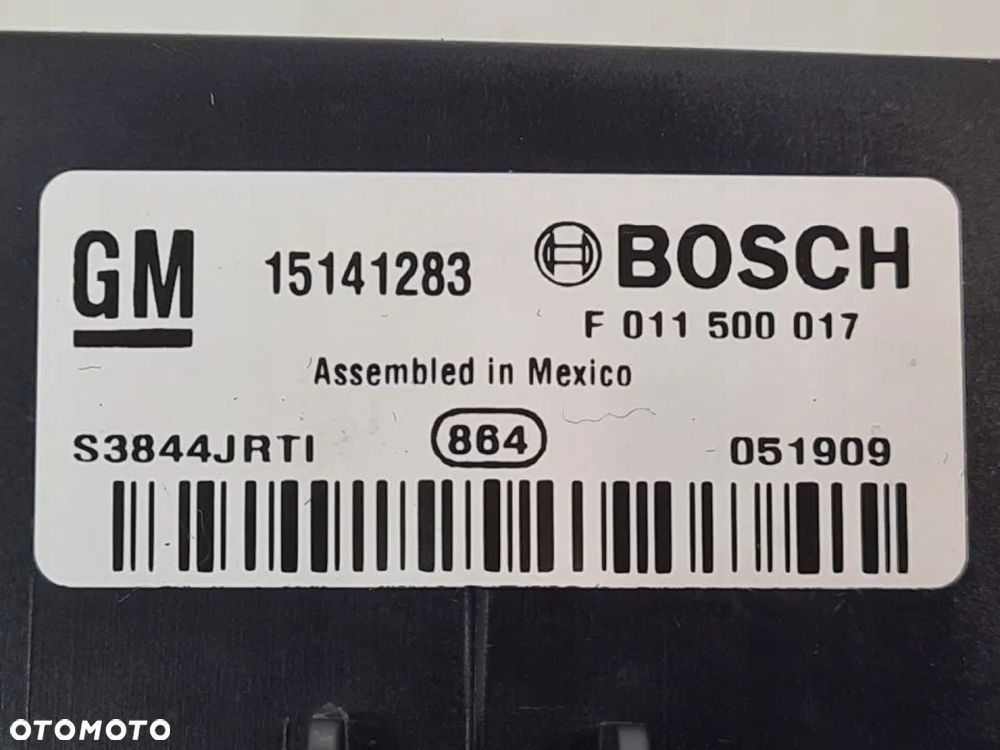 GM 15141283 BOSCH
F 011 500 017
Assembled in Mexico
S3844JRTI 864 051909
OTOMOTO